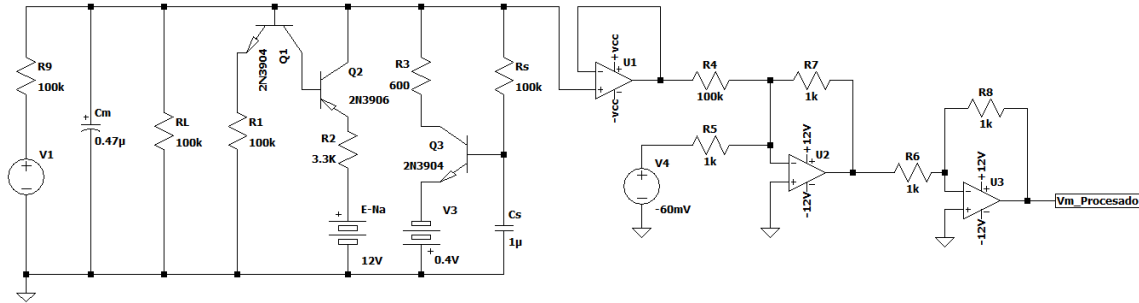 R9
100k
V1
Cm
0.47µ
RL
100k
2N3904
Q1
R1
100k
Q2
2N3906
R2
3.3K
E-Na
12V
R3
600
Q3
2N3904
V3
0.4V
Rs
100k
Cs
1µ
+vcc
U1
-vcc
R4
100k
R5
1k
V4
-60mV
R7
1k
+12V
U2
-12V
R6
1k
R8
1k
+12V
U3
-12V
Vm_Procesado